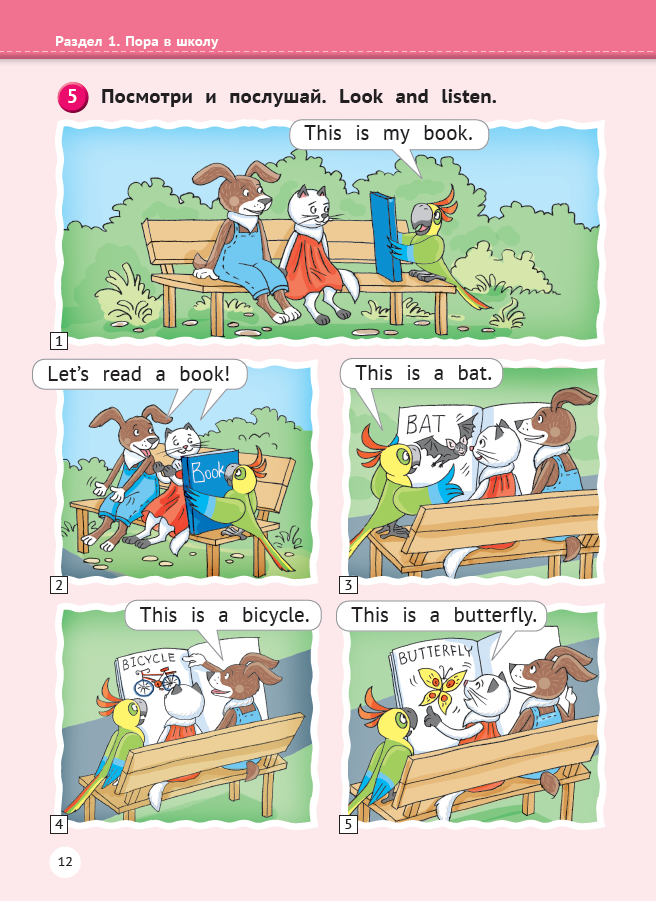 Раздел 1. Пора в школу
5 Посмотри и послушай. Look and listen.
This is my book.
1
Let's read a book!
Book
2
This is a bat.
BAT
3
This is a bicycle.
BICYCLE
4
This is a butterfly.
BUTTERFLY
5
12